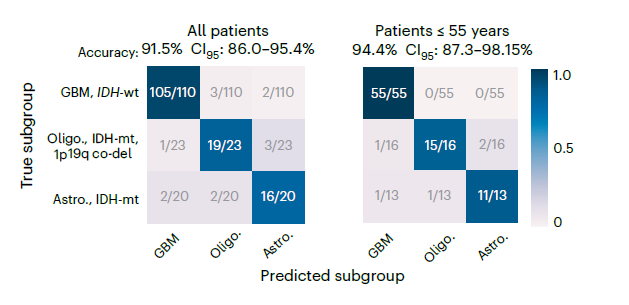 All patients
Patients ≤ 55 years
Accuracy: 91.5% CI95: 86.0–95.4%
94.4% CI95: 87.3–98.15%
True subgroup
GBM, IDH-wt
105/110 3/110 2/110
55/55 0/55 0/55
Oligo., IDH-mt,
1p19q co-del
1/23 19/23 3/23
1/16 15/16 2/16
Astro., IDH-mt
2/20 2/20 16/20
1/13 1/13 11/13
1.0
0.5
0
GBM Oligo. Astro.
GBM Oligo. Astro.
Predicted subgroup